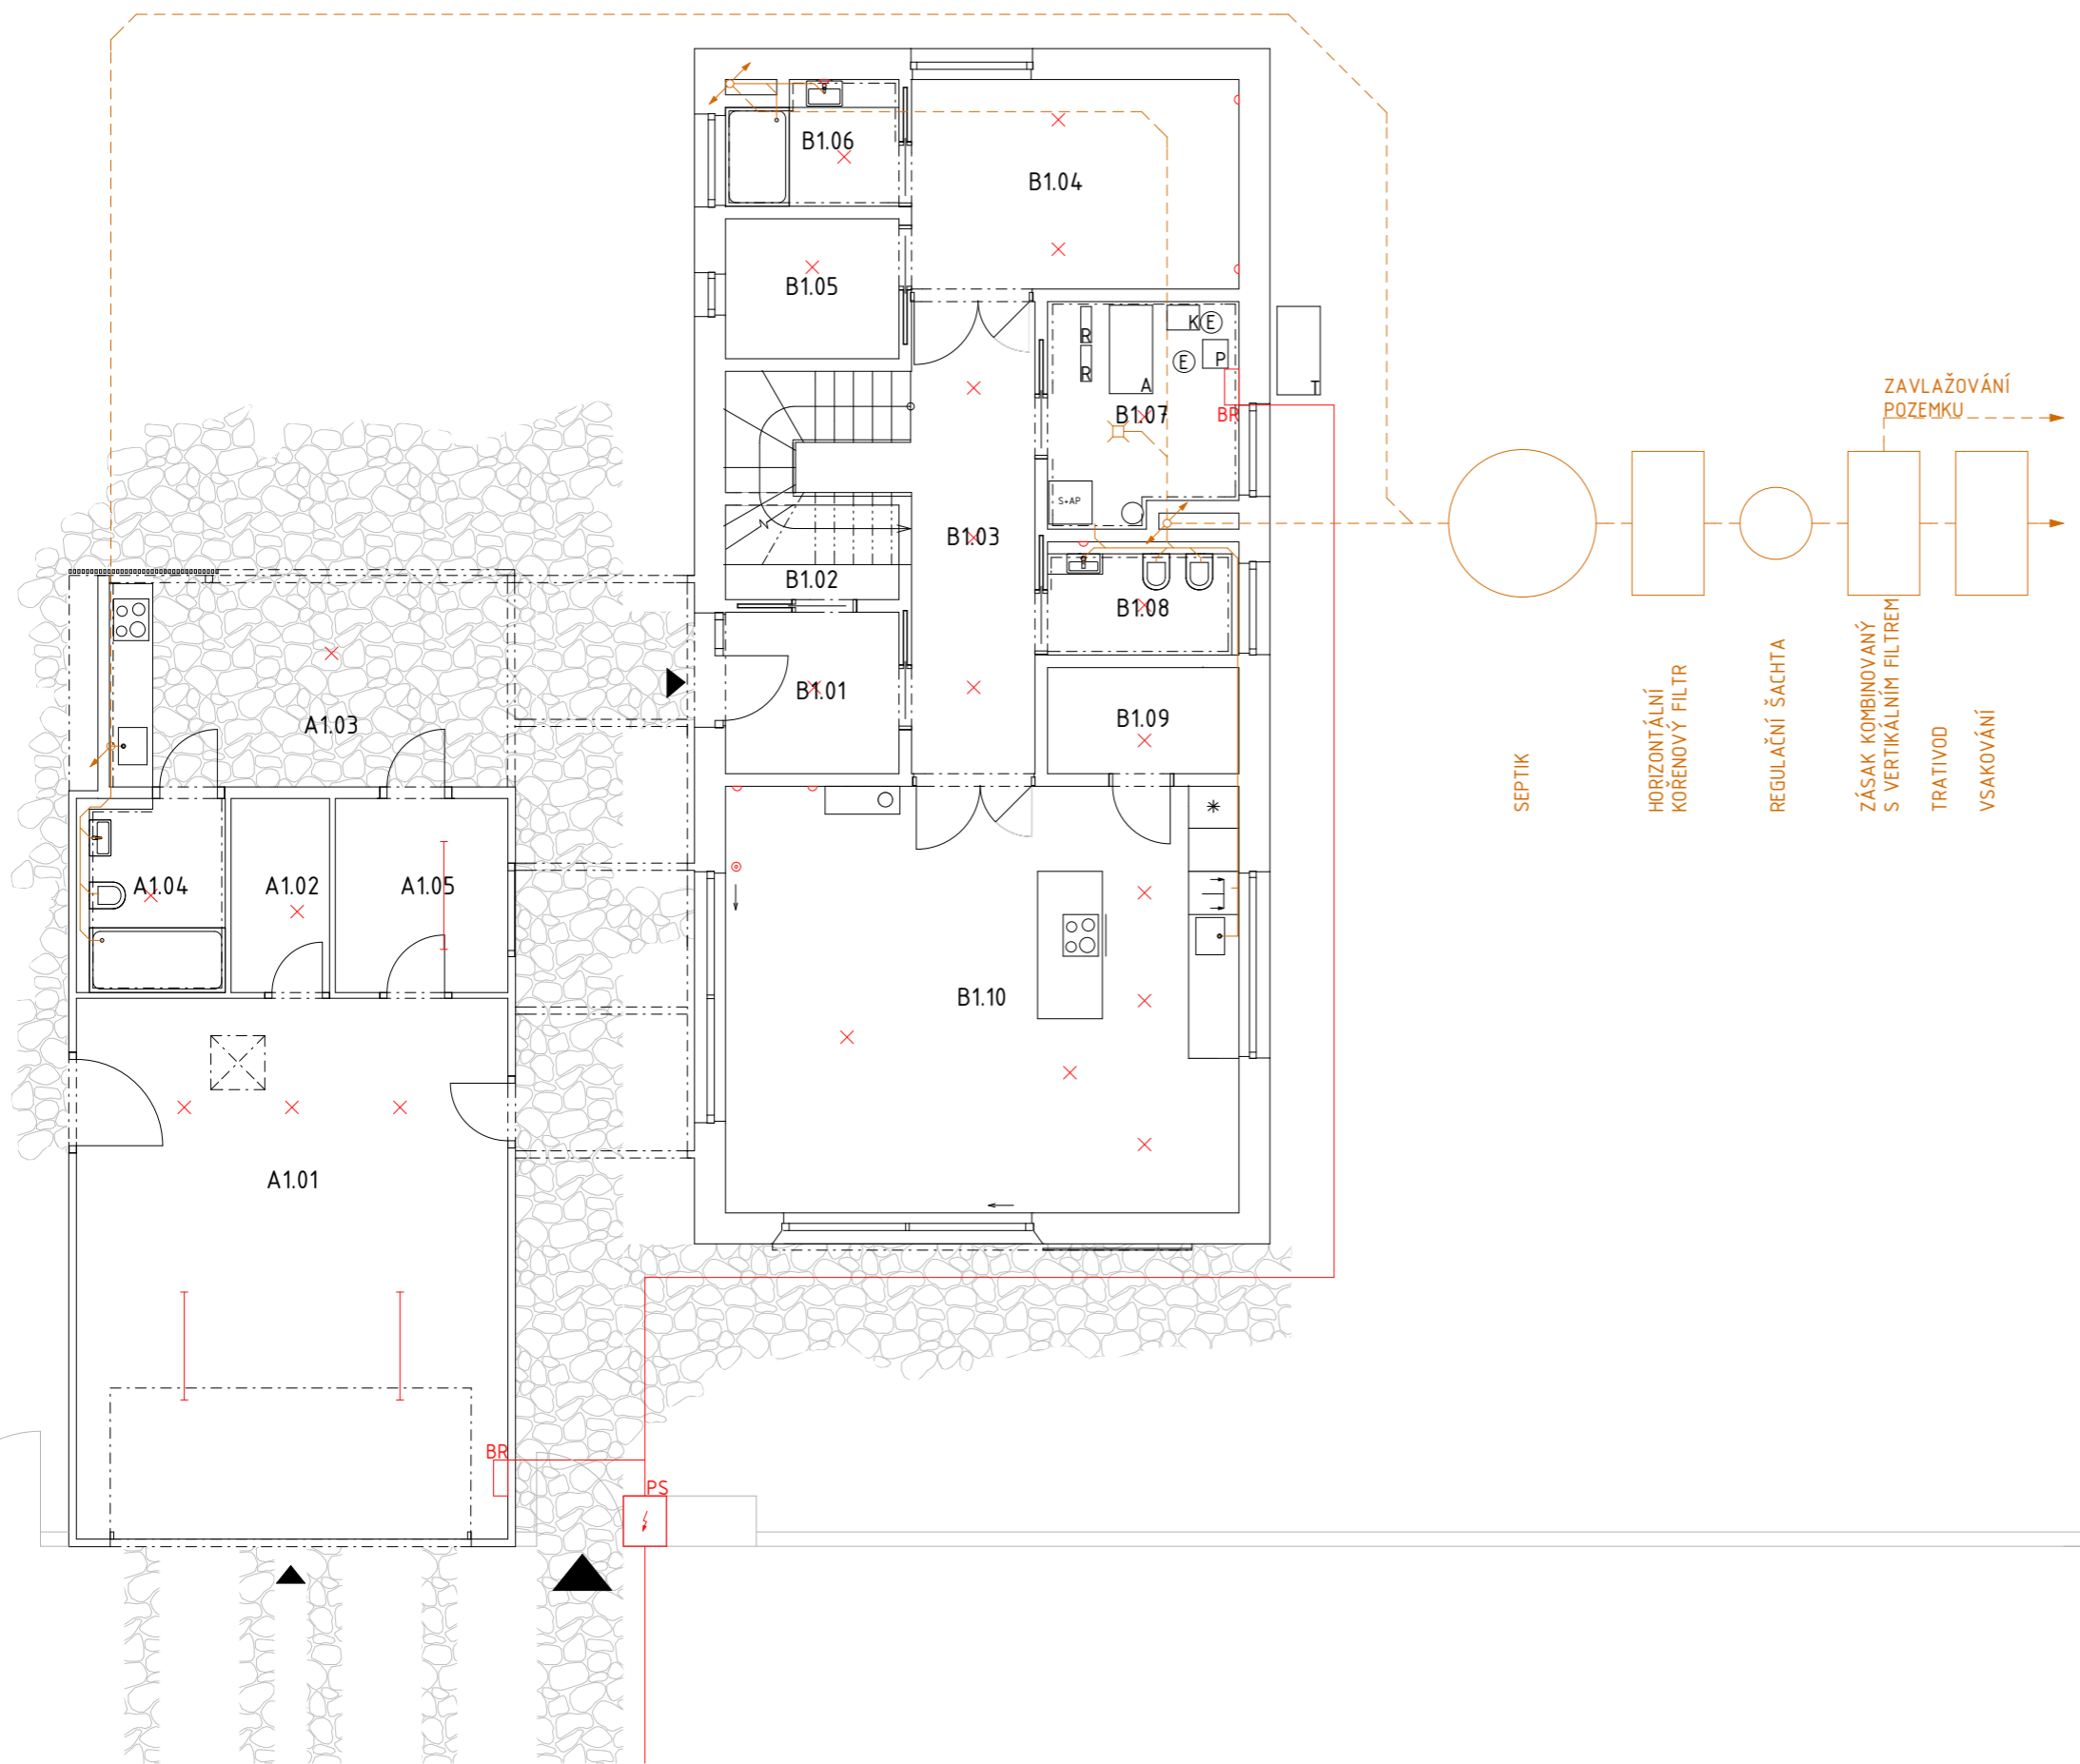 B1.06
B1.04
B1.05
K
E
R
E
P
R
A
T
B1.07
BR
ZAVLAŽOVÁNÍ
POZEMKU
S+AP
N
B1.03
B1.02
B1.08
B1.01
B1.09
A1.03
SEPTIK
HORIZONTÁLNÍ
KOŘENOVÝ FILTR
REGULAČNÍ ŠACHTA
ZÁSAK KOMBINOVANÝ
S VERTIKÁLNÍM FILTREM
TRATIVOD
VSAKOVÁNÍ
A1.04
A1.02
A1.05
B1.10
A1.01
BR
PS